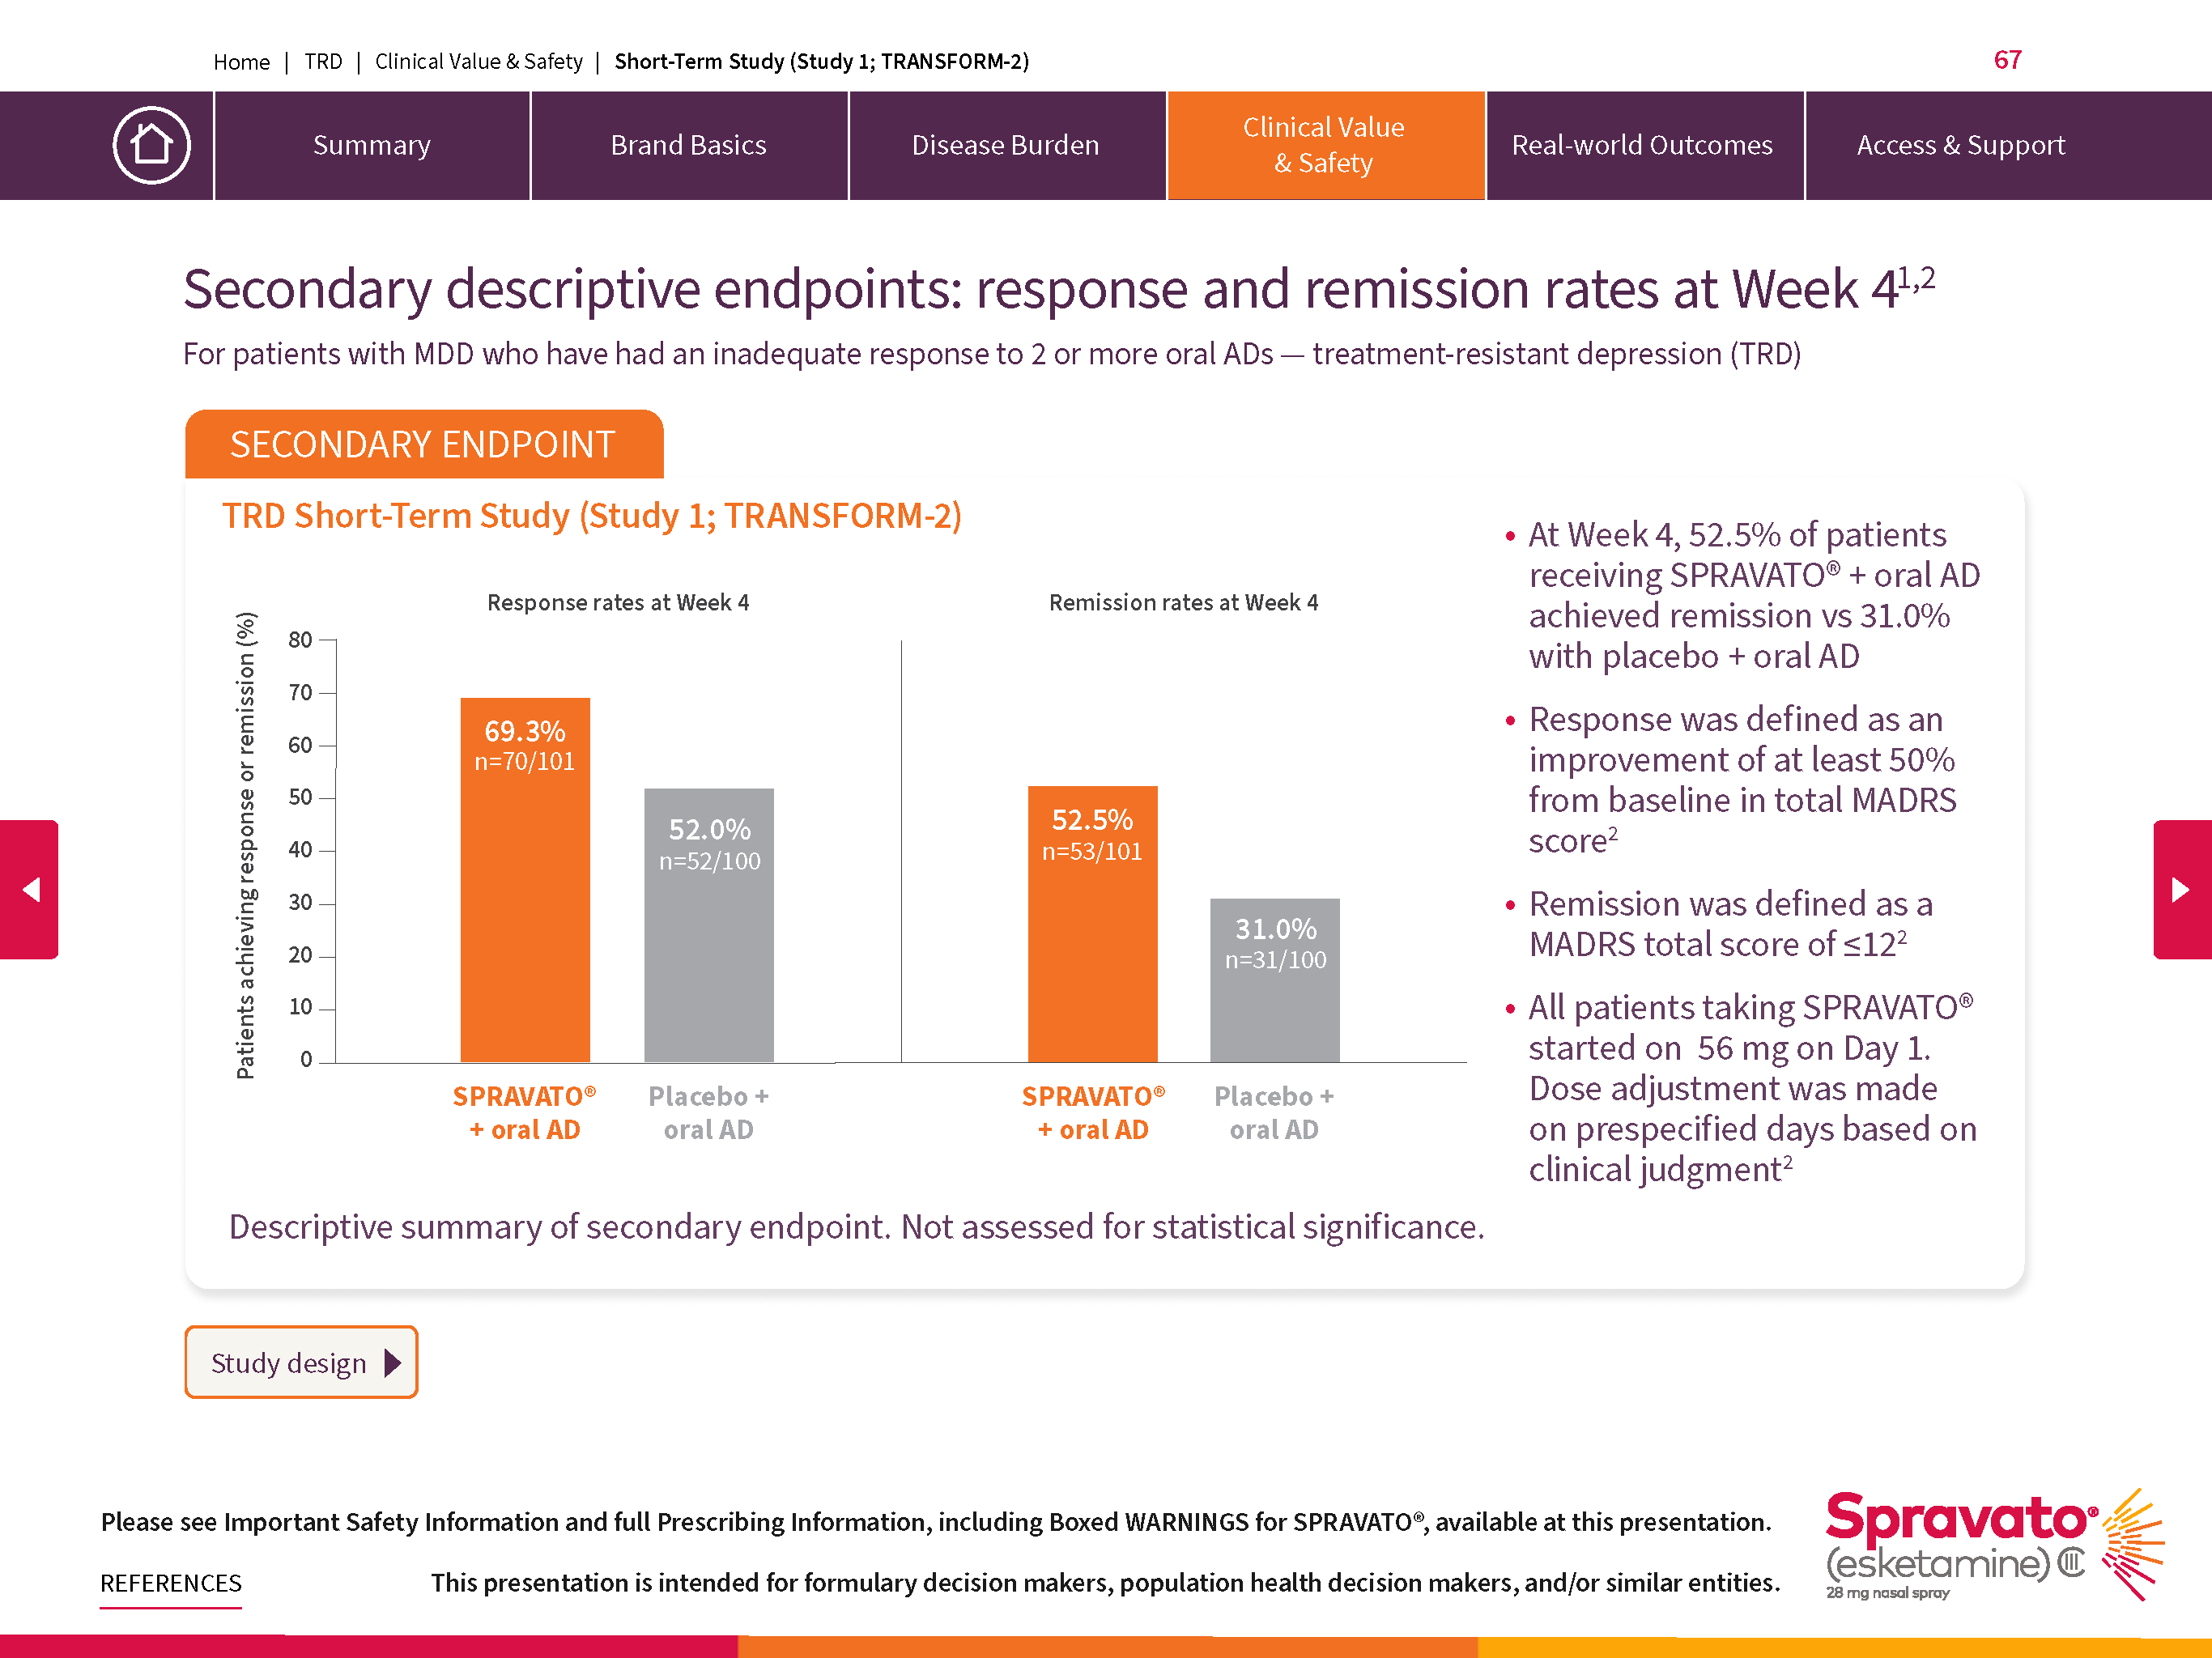 Home | TRD | Clinical Value & Safety | Short-Term Study (Study 1; TRANSFORM-2)
67
Summary
Brand Basics
Disease Burden
Clinical Value
& Safety
Real-world Outcomes
Access & Support
Secondary descriptive endpoints: response and remission rates at Week 4¹,²
For patients with MDD who have had an inadequate response to 2 or more oral ADs — treatment-resistant depression (TRD)
SECONDARY ENDPOINT
TRD Short-Term Study (Study 1; TRANSFORM-2)
Patients achieving response or remission (%)
80
70
60
50
40
30
20
10
0
Response rates at Week 4
69.3%
n=70/101
52.0%
n=52/100
SPRAVATO®
+ oral AD
Placebo +
oral AD
Remission rates at Week 4
52.5%
n=53/101
31.0%
n=31/100
SPRAVATO®
+ oral AD
Placebo +
oral AD
• At Week 4, 52.5% of patients
receiving SPRAVATO® + oral AD
achieved remission vs 31.0%
with placebo + oral AD
• Response was defined as an
improvement of at least 50%
from baseline in total MADRS
score²
• Remission was defined as a
MADRS total score of ≤12²
• All patients taking SPRAVATO®
started on 56 mg on Day 1.
Dose adjustment was made
on prespecified days based on
clinical judgment²
Descriptive summary of secondary endpoint. Not assessed for statistical significance.
Study design
Please see Important Safety Information and full Prescribing Information, including Boxed WARNINGS for SPRAVATO®, available at this presentation.
REFERENCES
This presentation is intended for formulary decision makers, population health decision makers, and/or similar entities.
Spravato®
(esketamine) CIII
28 mg nasal spray